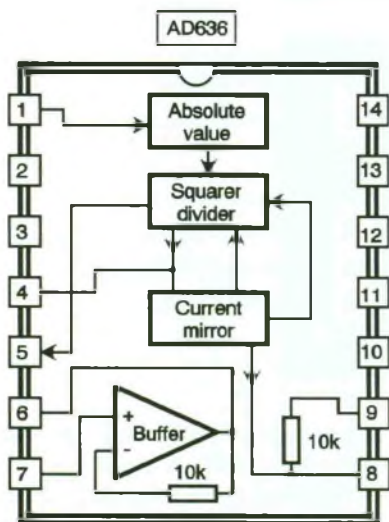 AD636
1
Absolute
value
14
2
13
3
Squarer
divider
12
4
11
5
Current
mirror
10
6
+
Buffer
-
9
10k
7
10k
8